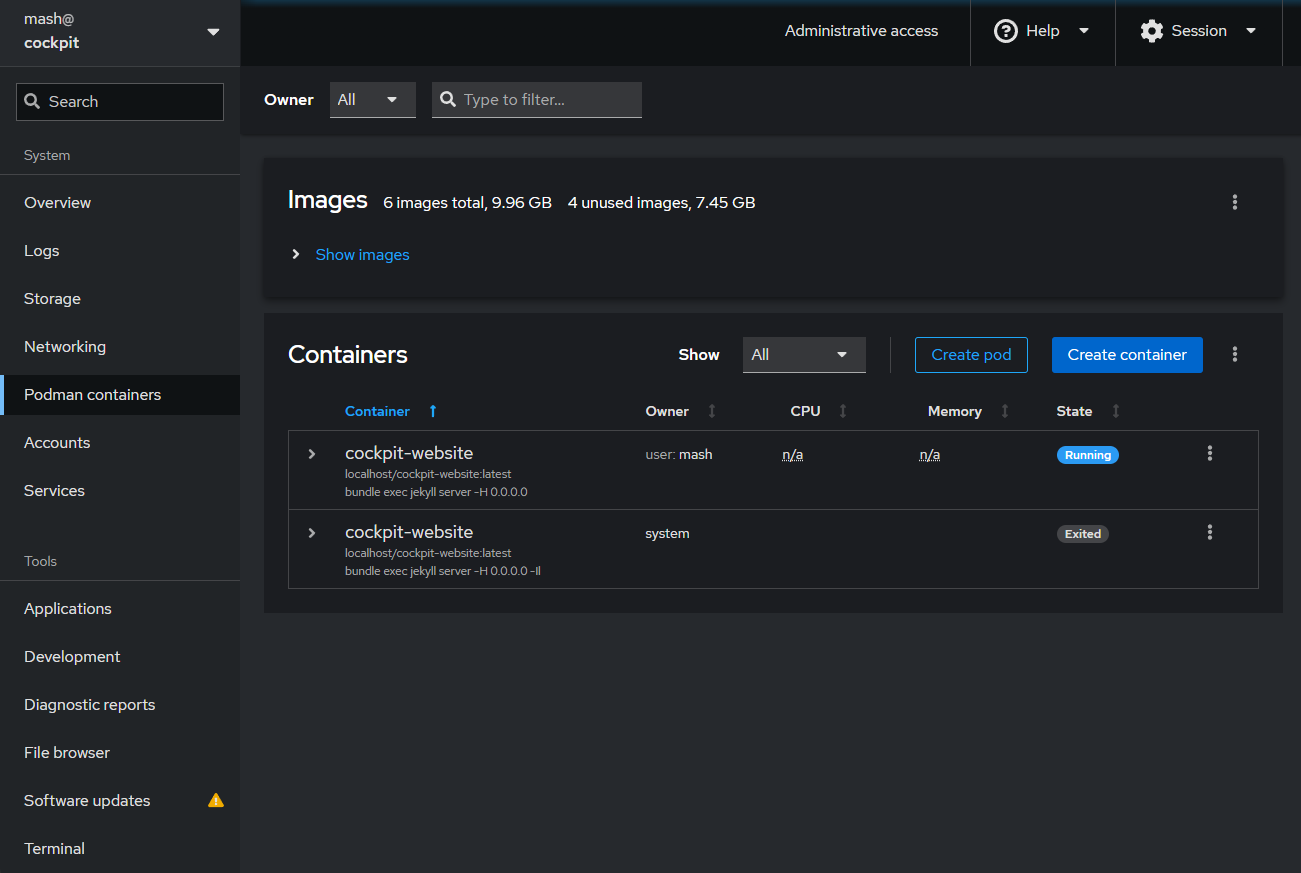 mash@
cockpit
Administrative access
Help
Session
Search
System
Overview
Logs
Storage
Networking
Podman containers
Accounts
Services
Tools
Applications
Development
Diagnostic reports
File browser
Software updates
Terminal
Owner All Type to filter...
Images 6 images total, 9.96 GB 4 unused images, 7.45 GB
Show images
Containers Show All Create pod Create container
Container Owner CPU Memory State
cockpit-website user: mash n/a n/a Running
localhost/cockpit-website:latest
bundle exec jekyll server -H 0.0.0.0
cockpit-website system Exited
localhost/cockpit-website:latest
bundle exec jekyll server -H 0.0.0.0 -Il